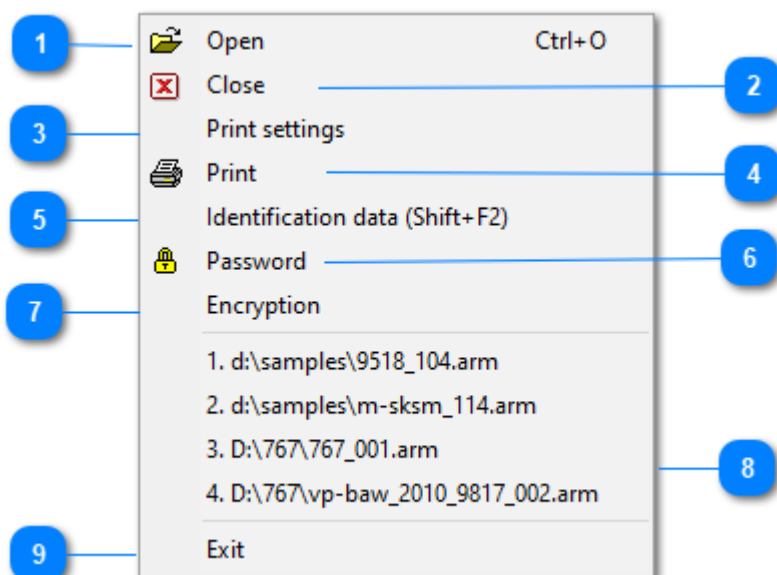 1 Open Ctrl+O
Close 2
3 Print settings
Print 4
5 Identification data (Shift+F2)
Password 6
7 Encryption
1. d:\samples\9518_104.arm
2. d:\samples\m-sksm_114.arm
3. D:\767\767_001.arm
8
4. D:\767\vp-baw_2010_9817_002.arm
9 Exit